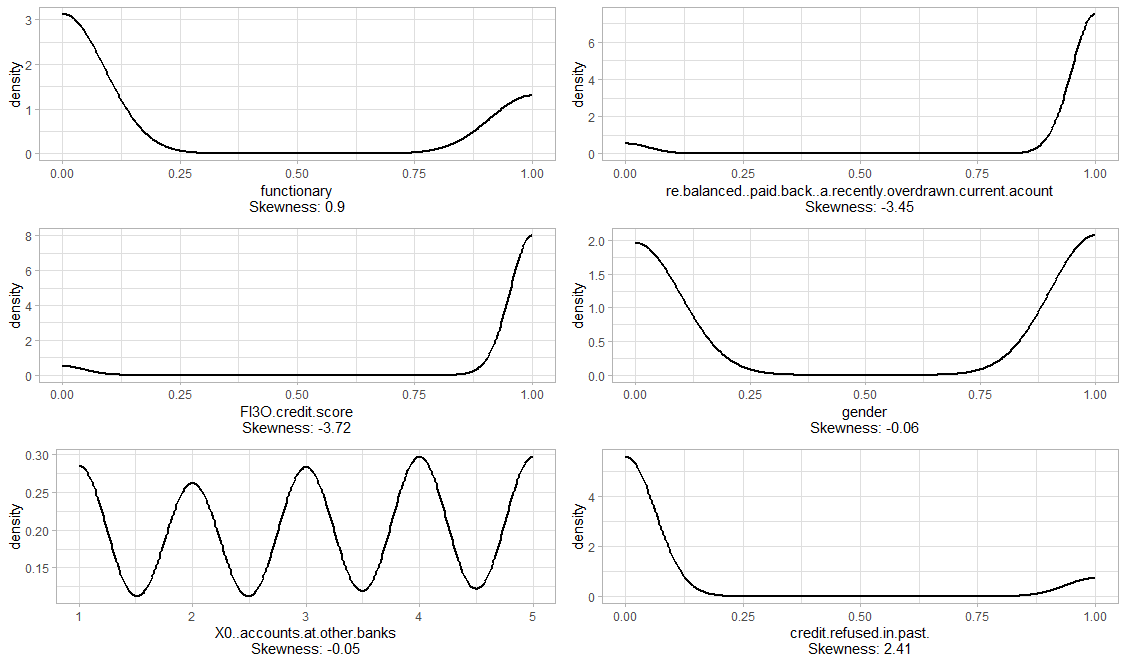 density
3
2
1
0
0.00 0.25 0.50 0.75 1.00
functionary
Skewness: 0.9
density
6
4
2
0
0.00 0.25 0.50 0.75 1.00
re.balanced..paid.back..a.recently.overdrawn.current.acount
Skewness: -3.45
density
8
6
4
2
0
0.00 0.25 0.50 0.75 1.00
FI3O.credit.score
Skewness: -3.72
density
2.0
1.5
1.0
0.5
0.0
0.00 0.25 0.50 0.75 1.00
gender
Skewness: -0.06
density
0.30
0.25
0.20
0.15
1 2 3 4 5
X0..accounts.at.other.banks
Skewness: -0.05
density
4
2
0
0.00 0.25 0.50 0.75 1.00
credit.refused.in.past.
Skewness: 2.41